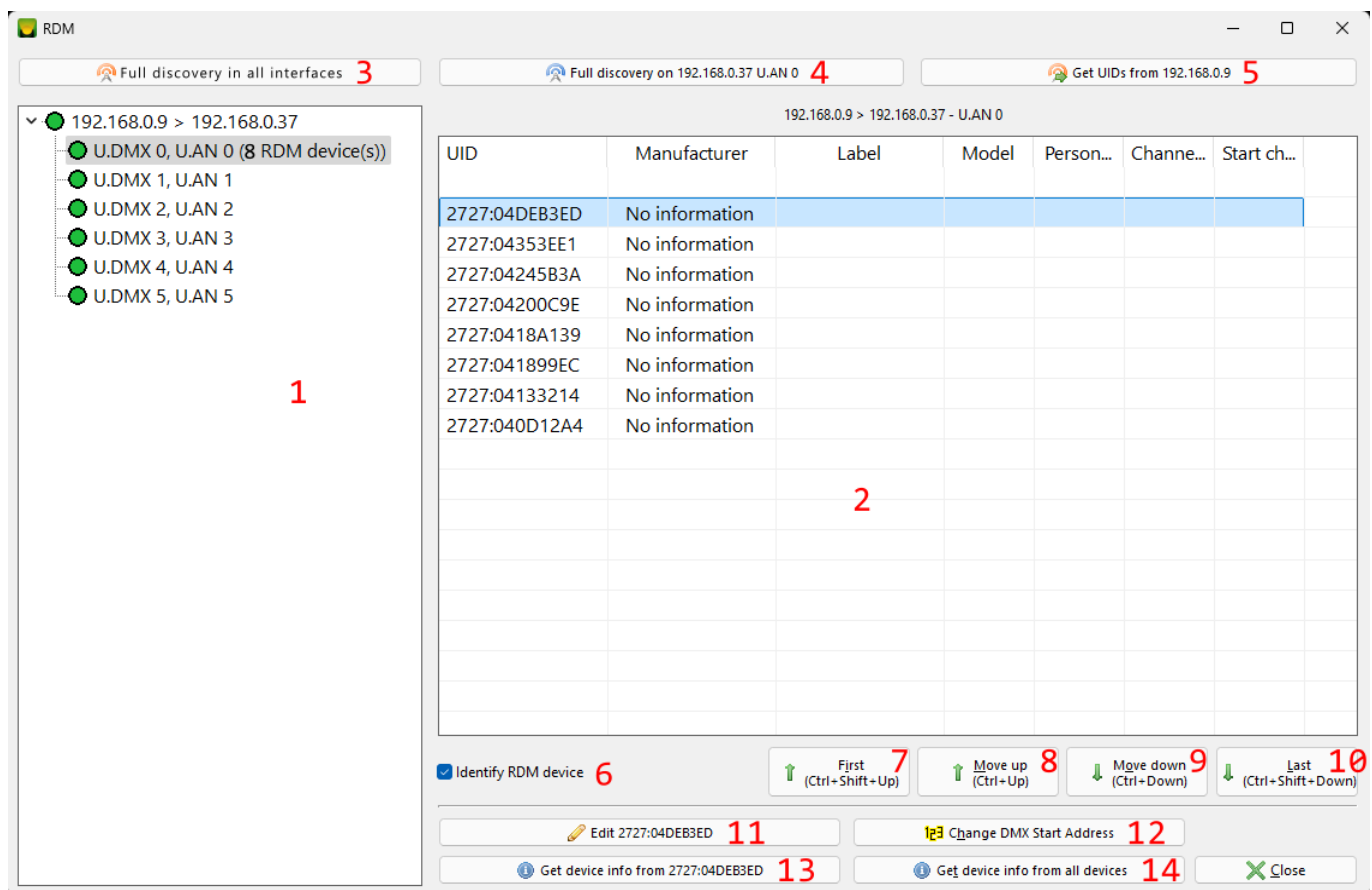 RDM
Full discovery in all interfaces 3
Full discovery on 192.168.0.37 U.AN 0 4
Get UIDs from 192.168.0.9 5
192.168.0.9 > 192.168.0.37
U.DMX 0, U.AN 0 (8 RDM device(s))
U.DMX 1, U.AN 1
U.DMX 2, U.AN 2
U.DMX 3, U.AN 3
U.DMX 4, U.AN 4
U.DMX 5, U.AN 5
1
192.168.0.9 > 192.168.0.37 - U.AN 0
UID Manufacturer Label Model Person... Channe... Start ch...
2727:04DEB3ED No information
2727:04353EE1 No information
2727:04245B3A No information
2727:04200C9E No information
2727:0418A139 No information
2727:041899EC No information
2727:04133214 No information
2727:040D12A4 No information
2
Identify RDM device 6
First 7
(Ctrl+Shift+Up)
Move up 8
(Ctrl+Up)
Move down 9
(Ctrl+Down)
Last 10
(Ctrl+Shift+Down)
Edit 2727:04DEB3ED 11
123 Change DMX Start Address 12
Get device info from 2727:04DEB3ED 13
Get device info from all devices 14
Close